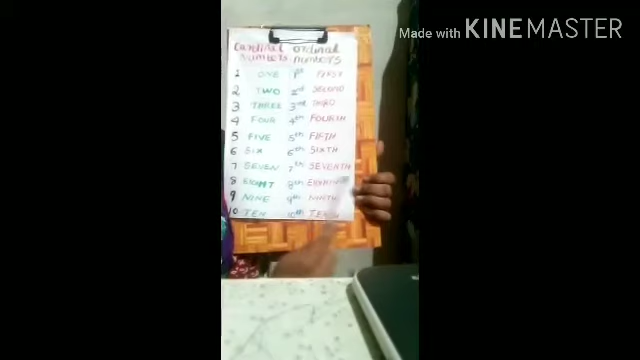 Made with KINEMASTER
Cardinal ordinal
numbers numbers
1 ONE 1st FIRST
2 TWO 2nd SECOND
3 THREE 3rd THIRD
4 FOUR 4th FOURTH
5 FIVE 5th FIFTH
6 SIX 6th SIXTH
7 SEVEN 7th SEVENTH
8 EIGHT 8th
9 NINE 9th NINTH
10 TEN 10th TENTH